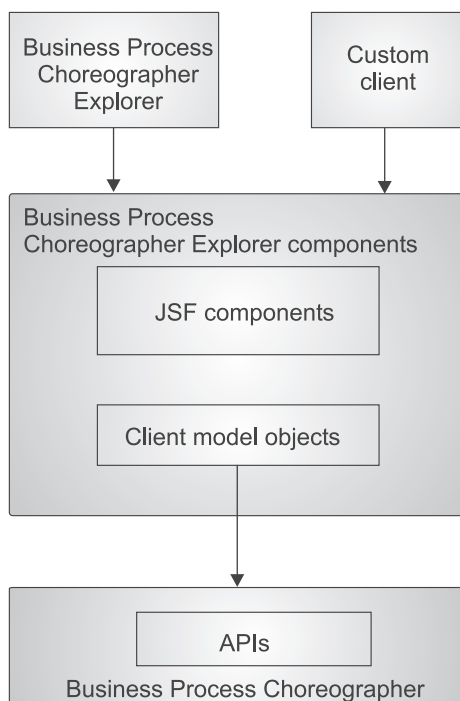 Business Process
Choreographer
Explorer
Custom
client
Business Process
Choreographer Explorer components
JSF components
Client model objects
APIs
Business Process Choreographer